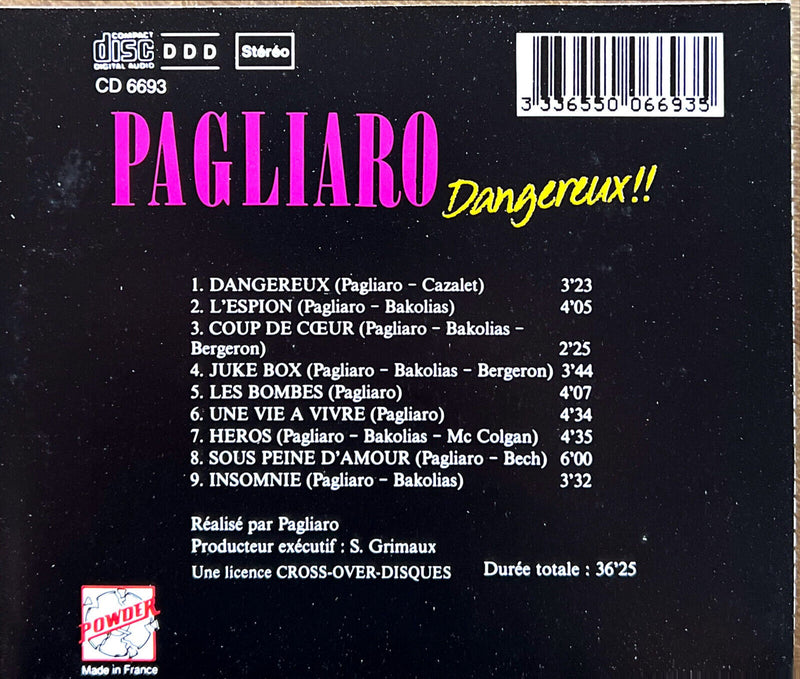 COMPACT
disc
DIGITAL AUDIO
DDD
Stéréo
CD 6693
3 336550 066935
PAGLIARO
Dangereux!!
1. DANGEREUX (Pagliaro - Cazalet) 3'23
2. L'ESPION (Pagliaro - Bakolias) 4'05
3. COUP DE CŒUR (Pagliaro - Bakolias -
Bergeron) 2'25
4. JUKE BOX (Pagliaro - Bakolias - Bergeron) 3'44
5. LES BOMBES (Pagliaro) 4'07
6. UNE VIE A VIVRE (Pagliaro) 4'34
7. HEROS (Pagliaro - Bakolias - Mc Colgan) 4'35
8. SOUS PEINE D'AMOUR (Pagliaro - Bech) 6'00
9. INSOMNIE (Pagliaro - Bakolias) 3'32
Réalisé par Pagliaro
Producteur exécutif : S. Grimaux
Une licence CROSS-OVER-DISQUES Durée totale : 36'25
POWDER
Made in France